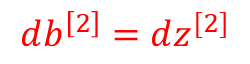 db^{[2]} = dz^{[2]}